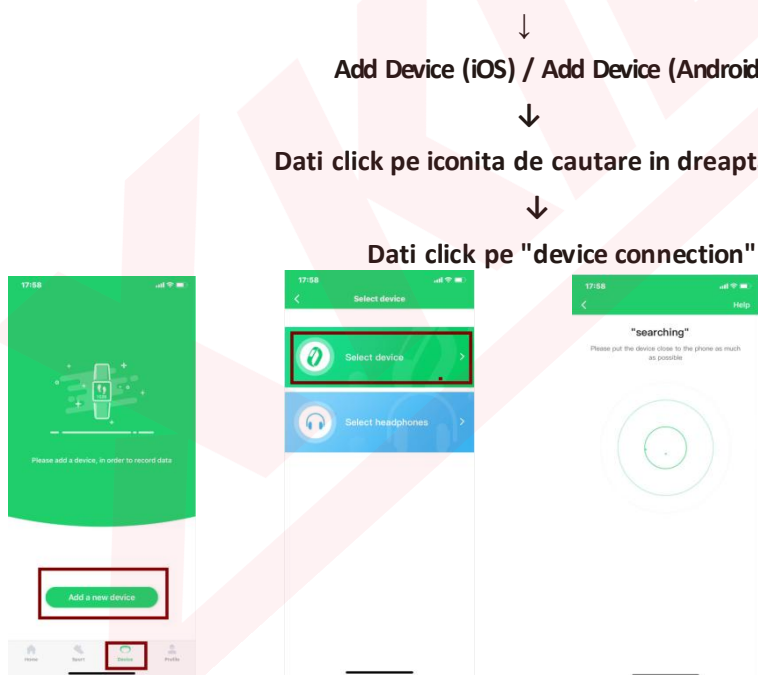 ↓
Add Device (iOS) / Add Device (Android
↓
Dati click pe iconita de cautare in dreapt
↓
Dati click pe "device connection"
17:58
Please add a device, in order to record data
Add a new device
Home
Sport
Device
Profile
17:58
Select device
Select device
Select headphones
17:58
Help
"searching"
Please put the device close to the phone as much
as possible